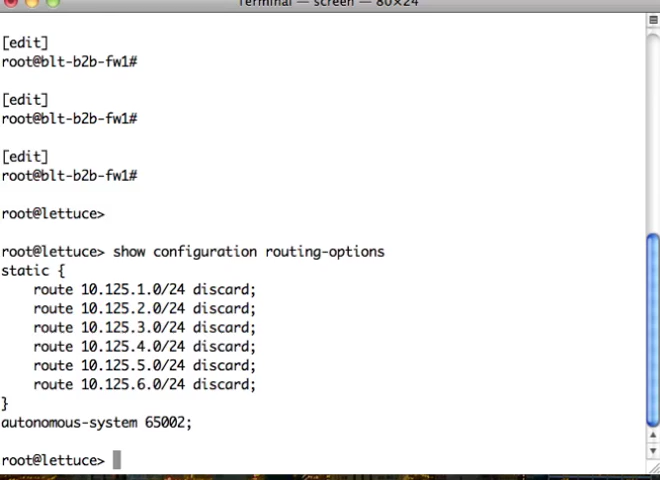 Terminal — screen — 80×24
[edit]
root@blt-b2b-fw1#
[edit]
root@blt-b2b-fw1#
[edit]
root@blt-b2b-fw1#
root@lettuce>
root@lettuce> show configuration routing-options
static {
    route 10.125.1.0/24 discard;
    route 10.125.2.0/24 discard;
    route 10.125.3.0/24 discard;
    route 10.125.4.0/24 discard;
    route 10.125.5.0/24 discard;
    route 10.125.6.0/24 discard;
}
autonomous-system 65002;
root@lettuce>